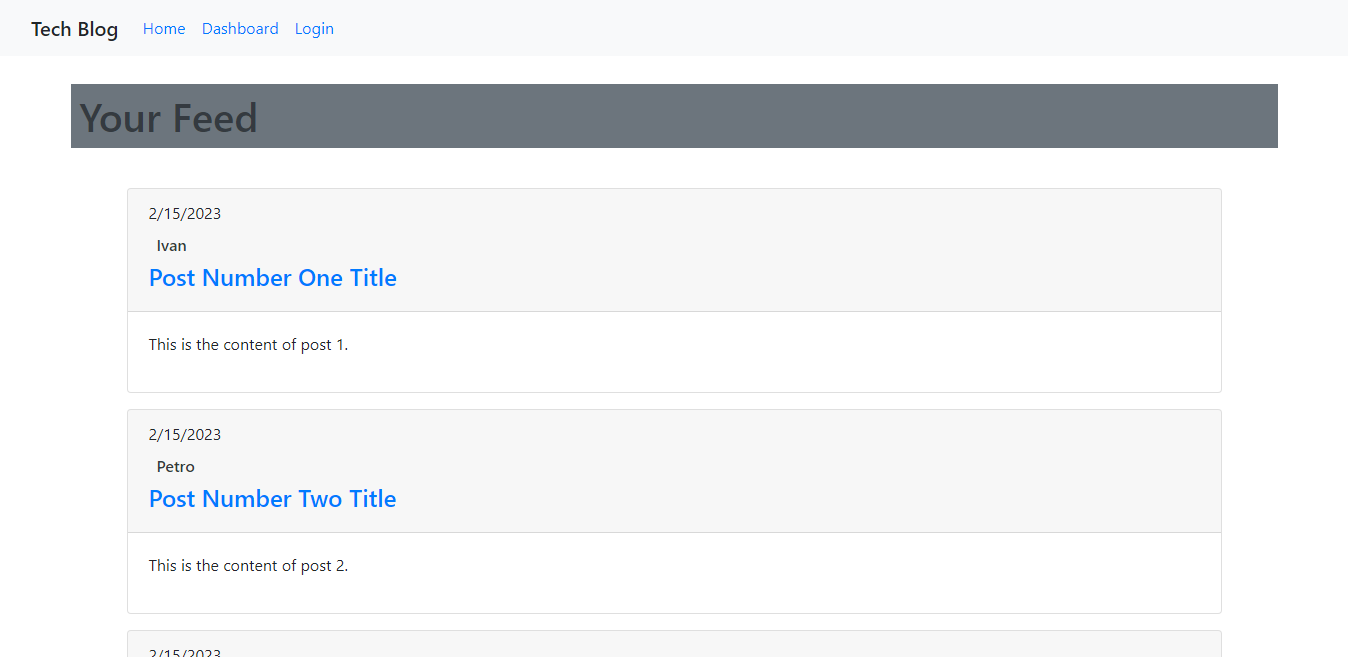 Tech Blog Home Dashboard Login
Your Feed
2/15/2023
Ivan
Post Number One Title
This is the content of post 1.
2/15/2023
Petro
Post Number Two Title
This is the content of post 2.
2/15/2023